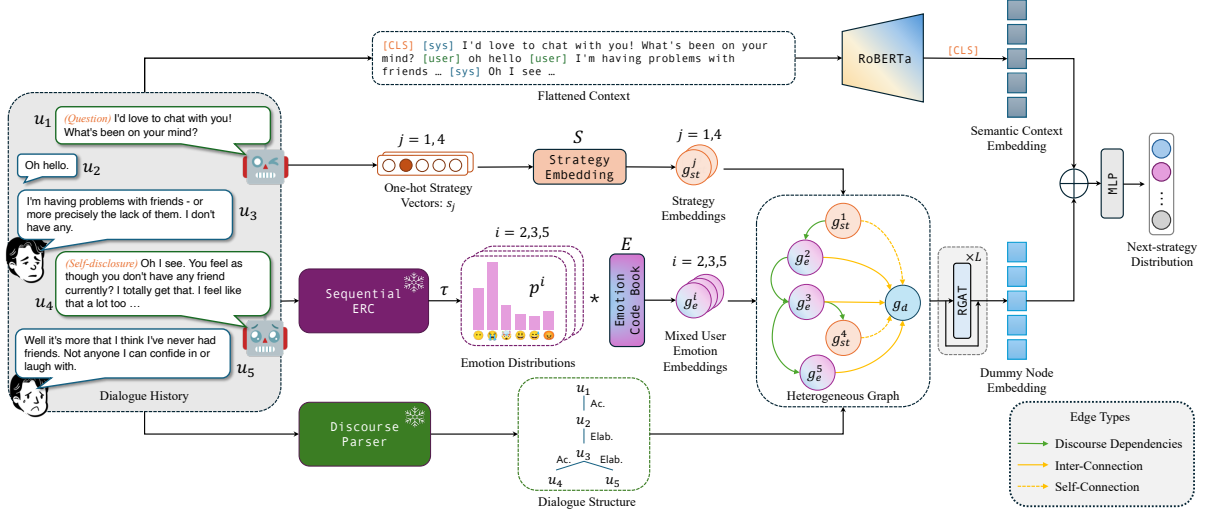 [CLS] [sys] I'd love to chat with you! What's been on your
mind? [user] oh hello [user] I'm having problems with
friends … [sys] Oh I see …
Flattened Context
RoBERTa
[CLS]
Semantic Context
Embedding
u1
(Question) I'd love to chat with you!
What's been on your mind?
Oh hello.
u2
I'm having problems with friends - or
more precisely the lack of them. I don't
have any.
u3
(Self-disclosure) Oh I see. You feel as
though you don't have any friend
currently? I totally get that. I feel like
that a lot too …
u4
Well it's more that I think I've never had
friends. Not anyone I can confide in or
laugh with.
u5
Dialogue History
j = 1,4
One-hot Strategy
Vectors: sj
S
Strategy
Embedding
j = 1,4
gst^j
Strategy
Embeddings
Sequential
ERC
τ
i = 2,3,5
p^i
Emotion Distributions
*
E
Emotion
Code Book
i = 2,3,5
ge^i
Mixed User
Emotion
Embeddings
gst^1
ge^2
ge^3
gst^4
ge^5
gd
Heterogeneous Graph
×L
RGAT
Dummy Node
Embedding
MLP
Next-strategy
Distribution
Discourse
Parser
u1
Ac.
u2
Elab.
u3
Ac.
Elab.
u4
u5
Dialogue Structure
Edge Types
Discourse Dependencies
Inter-Connection
Self-Connection